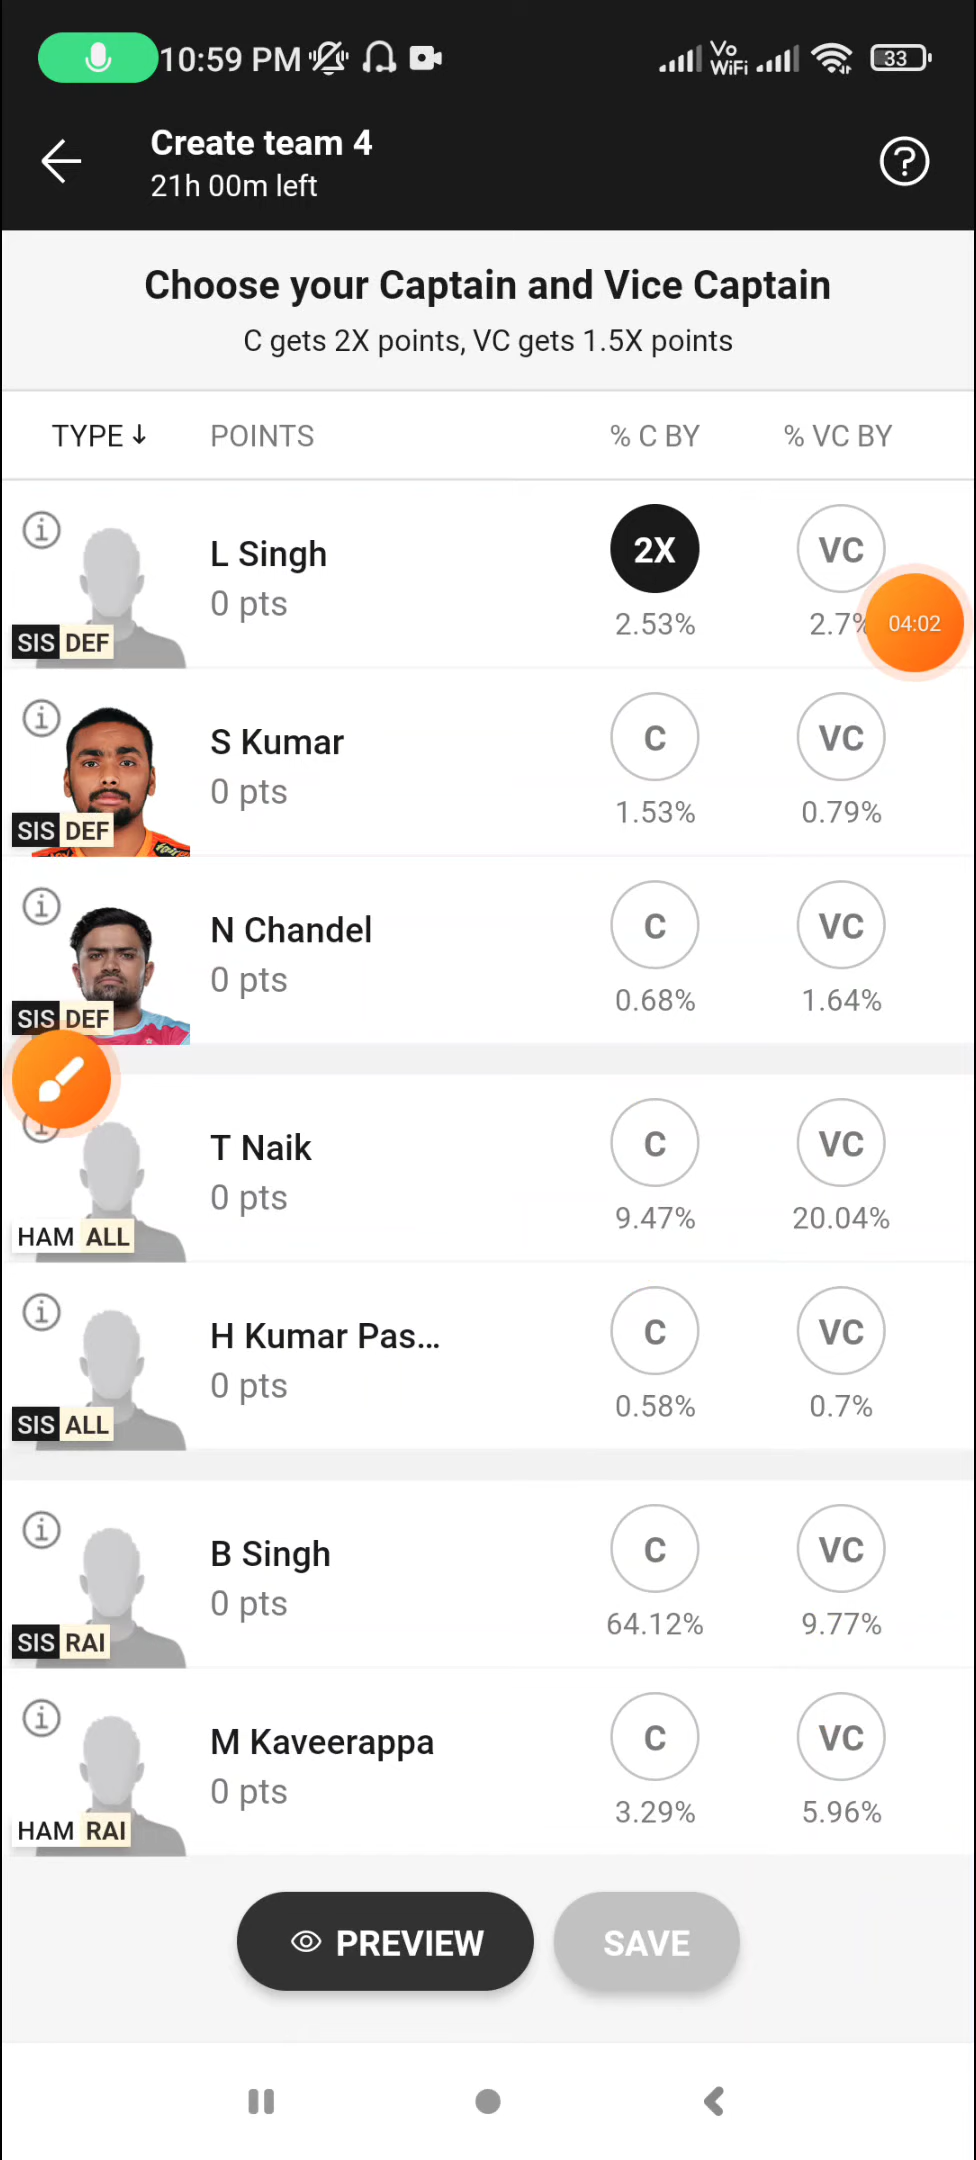 10:59 PM
Vo
WiFi
33
Create team 4
21h 00m left
Choose your Captain and Vice Captain
C gets 2X points, VC gets 1.5X points
TYPE POINTS % C BY % VC BY
L Singh
0 pts
SIS DEF
2X
2.53%
VC
2.7%
04:02
S Kumar
0 pts
SIS DEF
C
1.53%
VC
0.79%
N Chandel
0 pts
SIS DEF
C
0.68%
VC
1.64%
T Naik
0 pts
HAM ALL
C
9.47%
VC
20.04%
H Kumar Pas...
0 pts
SIS ALL
C
0.58%
VC
0.7%
B Singh
0 pts
SIS RAI
C
64.12%
VC
9.77%
M Kaveerappa
0 pts
HAM RAI
C
3.29%
VC
5.96%
PREVIEW
SAVE